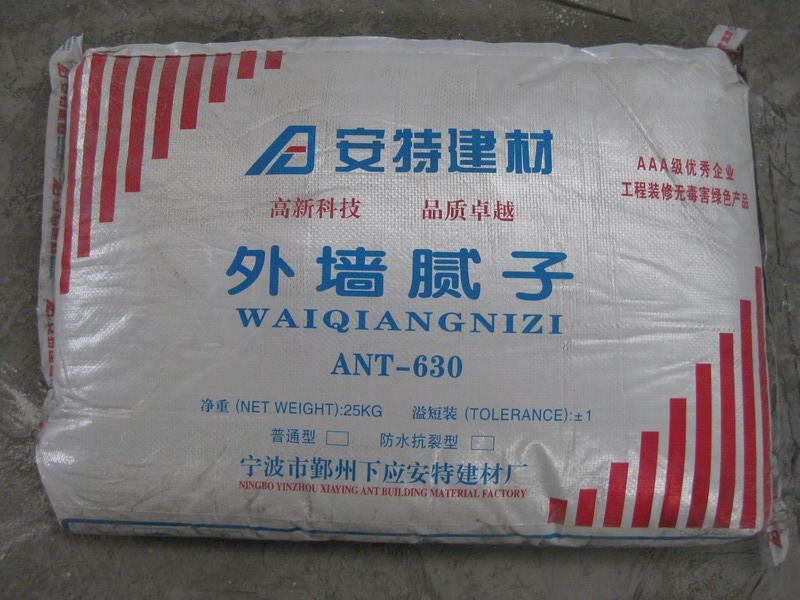 安特建材
AAA级优秀企业
工程装修无毒害绿色产品
高新科技 品质卓越
外墙腻子
WAIQIANGNIZI
ANT-630
净重 (NET WEIGHT):25KG 溢短装 (TOLERANCE):±1
普通型 防水抗裂型
宁波市鄞州下应安特建材厂
NINGBO YINZHOU XIAYING ANT BUILDING MATERIAL FACTORY